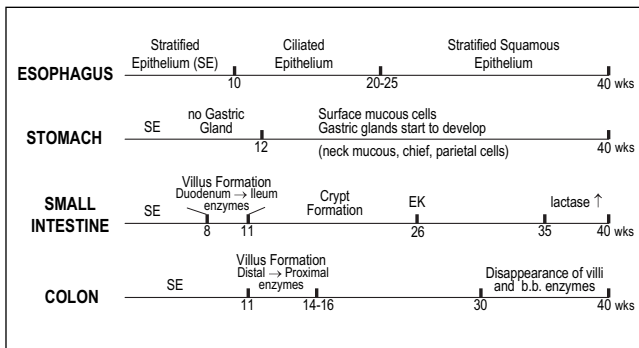 Stratified
Epithelium (SE)
Ciliated
Epithelium
Stratified Squamous
Epithelium
ESOPHAGUS
10
20-25
40 wks
STOMACH
SE
no Gastric
Gland
Surface mucous cells
Gastric glands start to develop
12
(neck mucous, chief, parietal cells)
40 wks
SMALL
INTESTINE
SE
Villus Formation
Duodenum → Ileum
enzymes
Crypt
Formation
EK
lactase ↑
8
11
26
35
40 wks
COLON
SE
Villus Formation
Distal → Proximal
enzymes
Disappearance of villi
and b.b. enzymes
11
14-16
30
40 wks